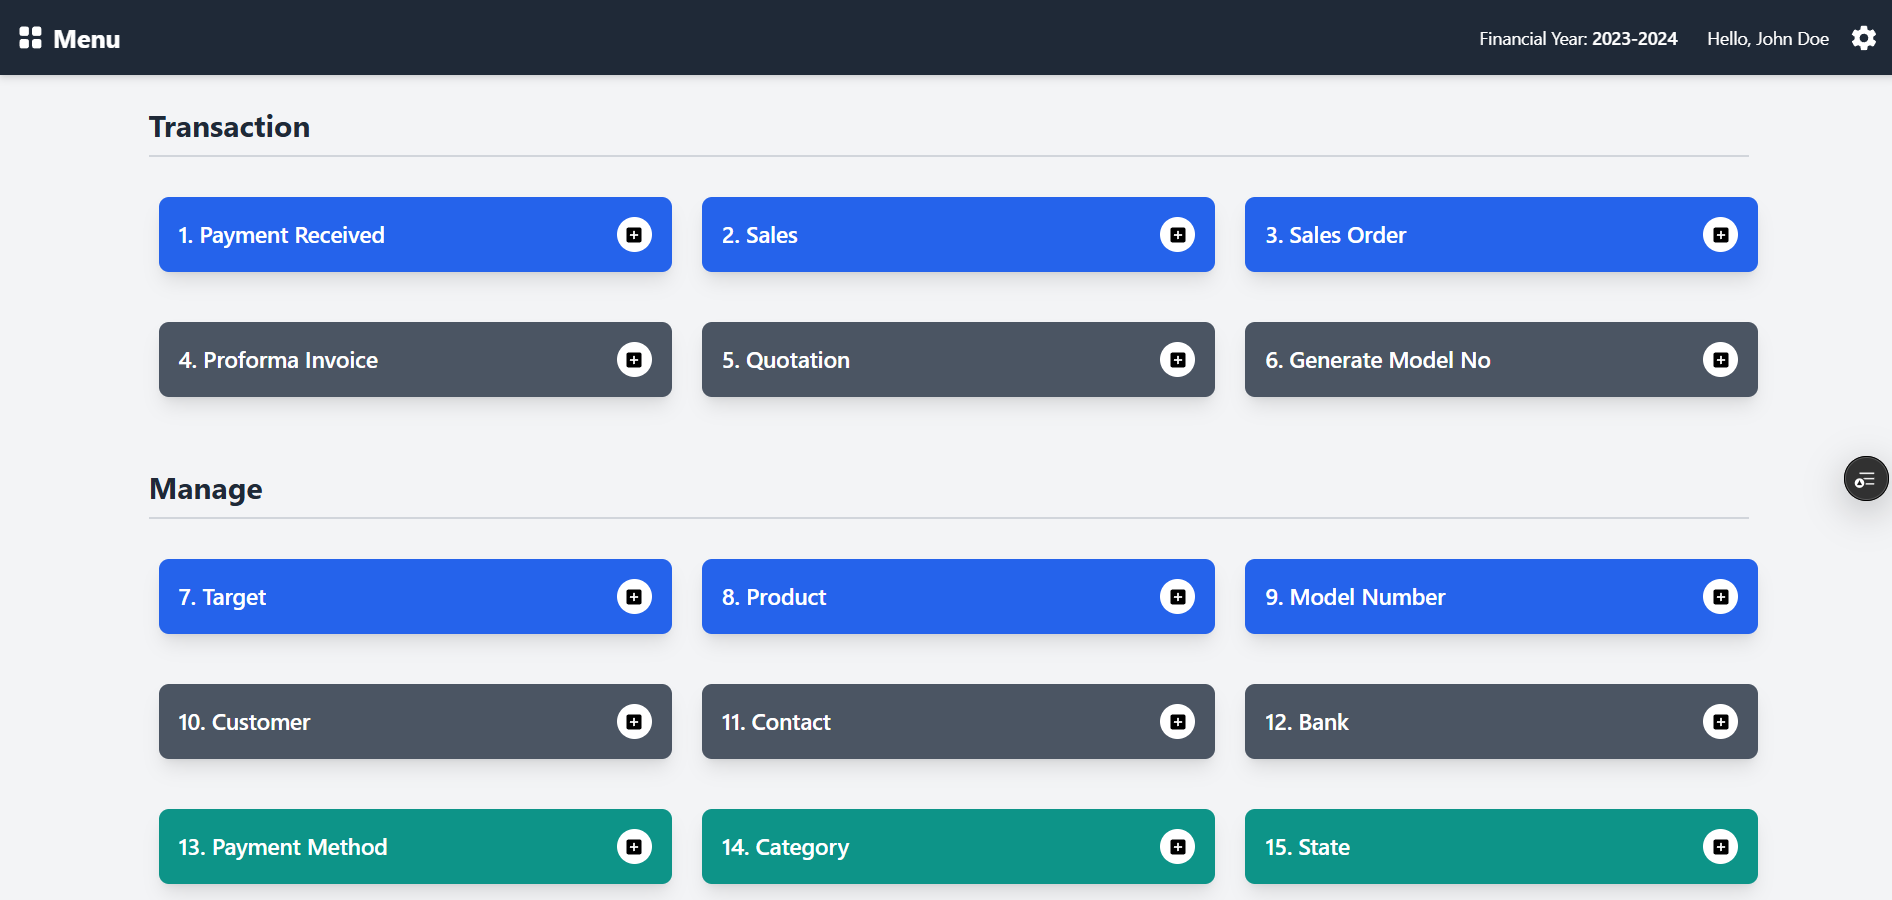 Menu
Financial Year: 2023-2024 Hello, John Doe
Transaction
1. Payment Received
2. Sales
3. Sales Order
4. Proforma Invoice
5. Quotation
6. Generate Model No
Manage
7. Target
8. Product
9. Model Number
10. Customer
11. Contact
12. Bank
13. Payment Method
14. Category
15. State